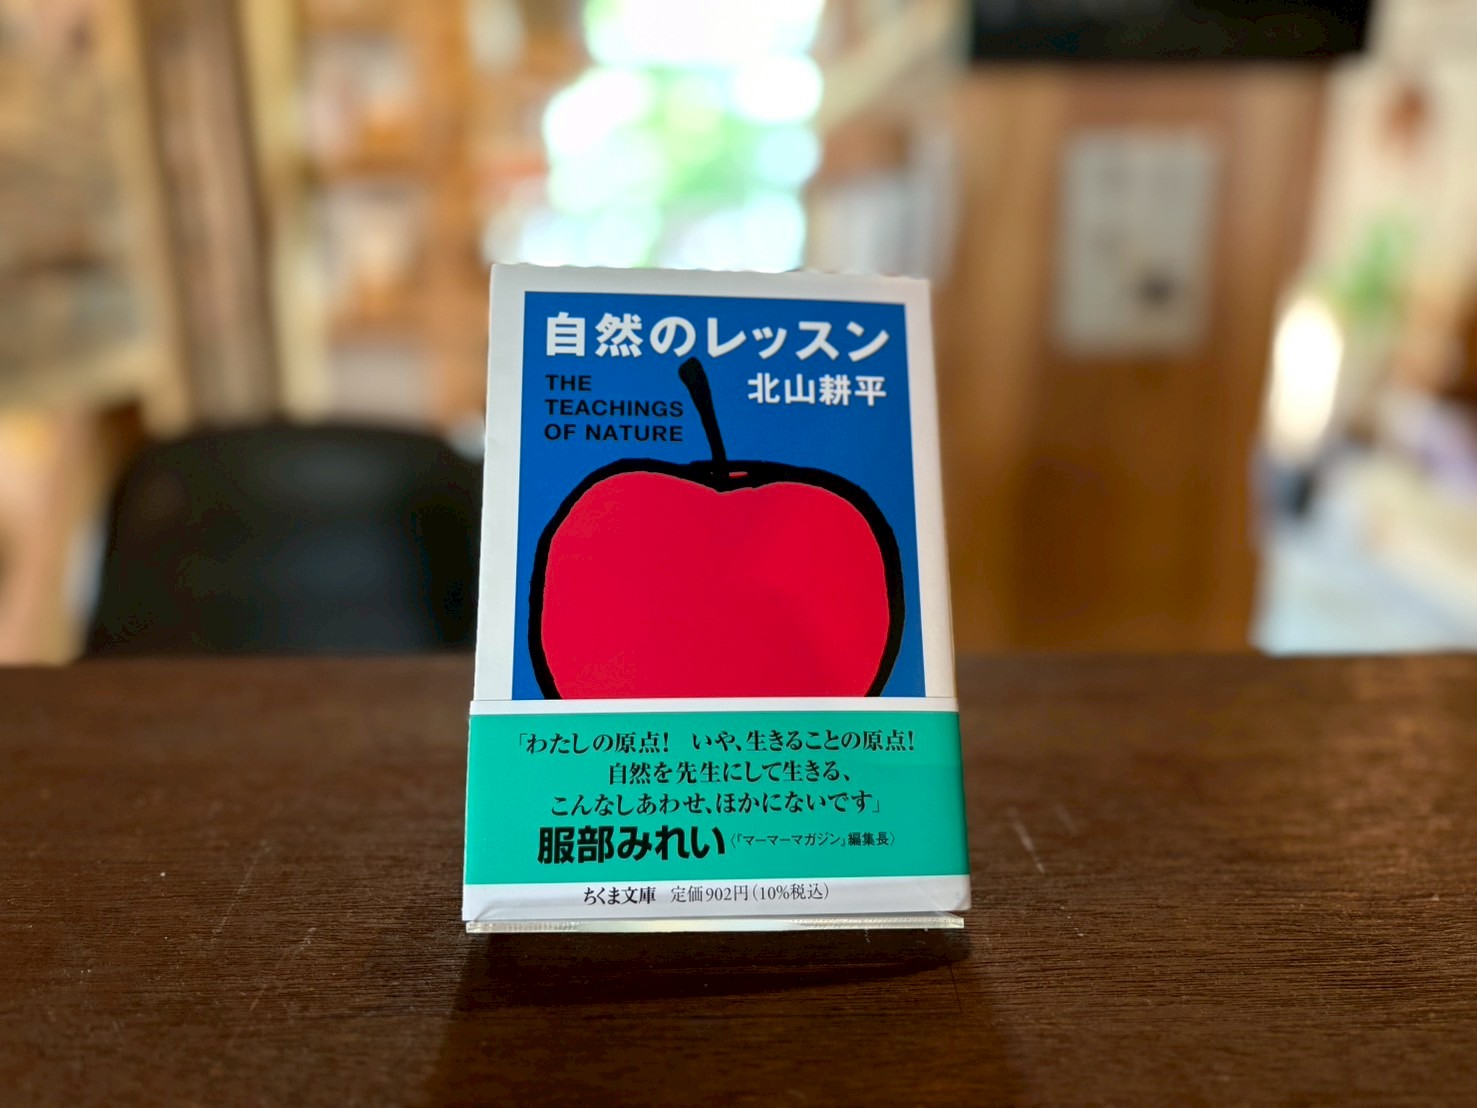 自然のレッスン
北山耕平
THE
TEACHINGS
OF NATURE
「わたしの原点! いや、生きることの原点!
自然を先生にして生きる、
こんなしあわせ、ほかにないです」
服部みれい〈『マーマーマガジン』編集長〉
ちくま文庫 定価902円(10%税込)